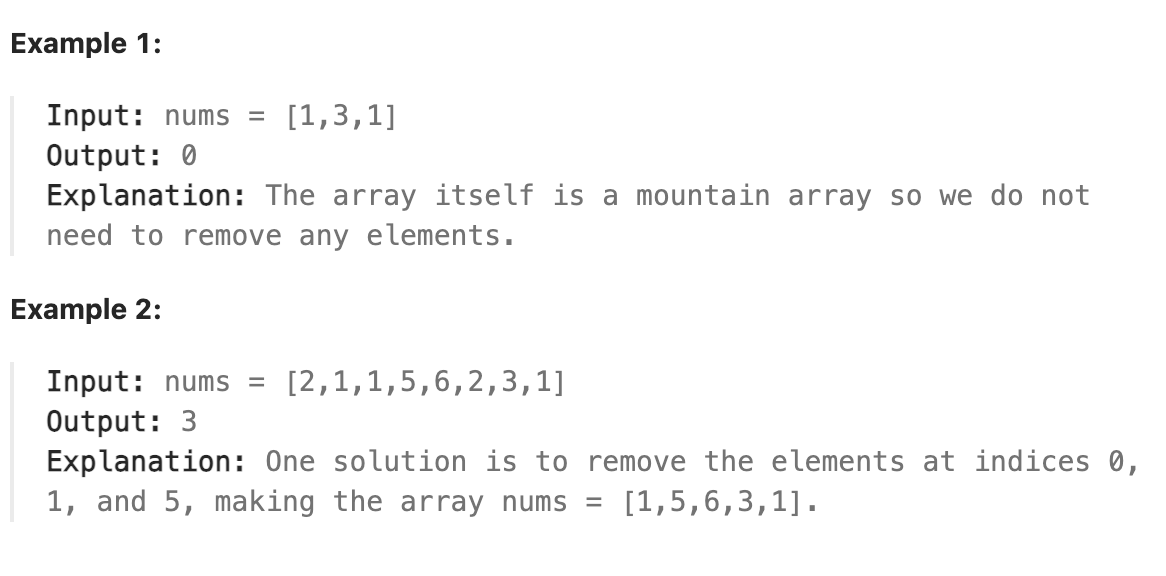 Example 1:
Input: nums = [1,3,1]
Output: 0
Explanation: The array itself is a mountain array so we do not
need to remove any elements.
Example 2:
Input: nums = [2,1,1,5,6,2,3,1]
Output: 3
Explanation: One solution is to remove the elements at indices 0,
1, and 5, making the array nums = [1,5,6,3,1].